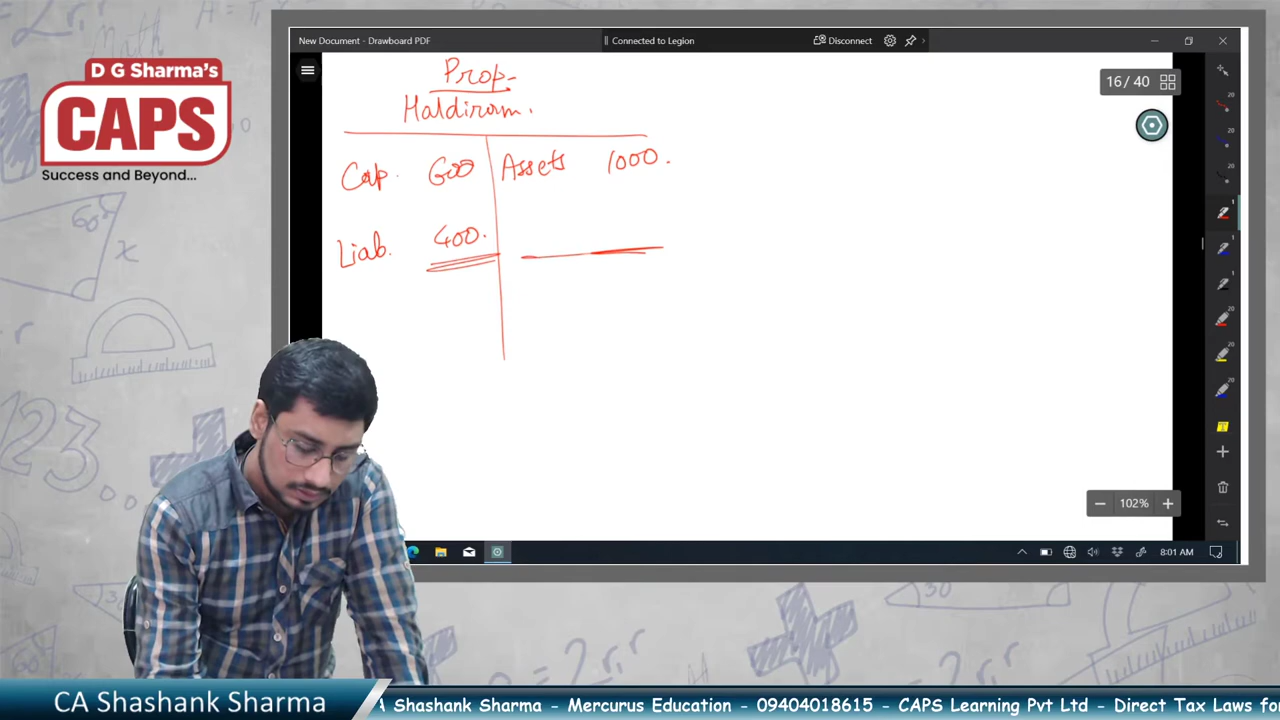 D G Sharma's
CAPS
Success and Beyond...
New Document - Drawboard PDF
Connected to Legion
Disconnect
16 / 40
Prop-
Haldiram.
Cap. 600 Assets 1000.
Liab. 400.
102%
8:01 AM
CA Shashank Sharma
A Shashank Sharma - Mercurus Education - 09404018615 - CAPS Learning Pvt Ltd - Direct Tax Laws for